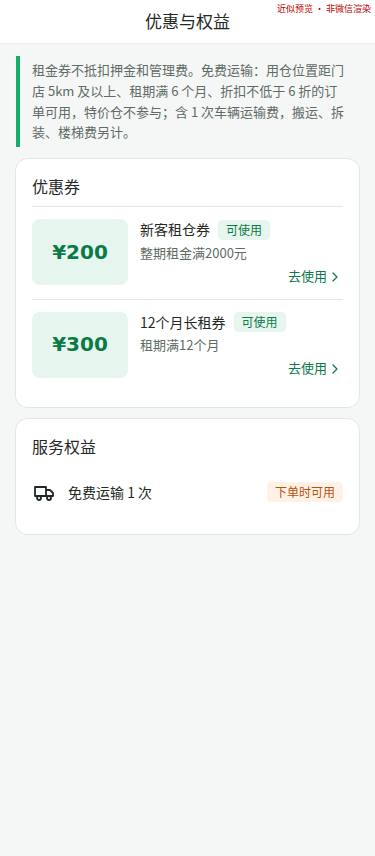 近似预览 · 非微信渲染
优惠与权益
租金券不抵扣押金和管理费。免费运输：用仓位置距门
店 5km 及以上、租期满 6 个月、折扣不低于 6 折的订
单可用，特价仓不参与；含 1 次车辆运输费，搬运、拆
装、楼梯费另计。
优惠券
¥200
新客租仓券 可使用
整期租金满2000元
去使用
¥300
12个月长租券 可使用
租期满12个月
去使用
服务权益
免费运输 1 次 下单时可用